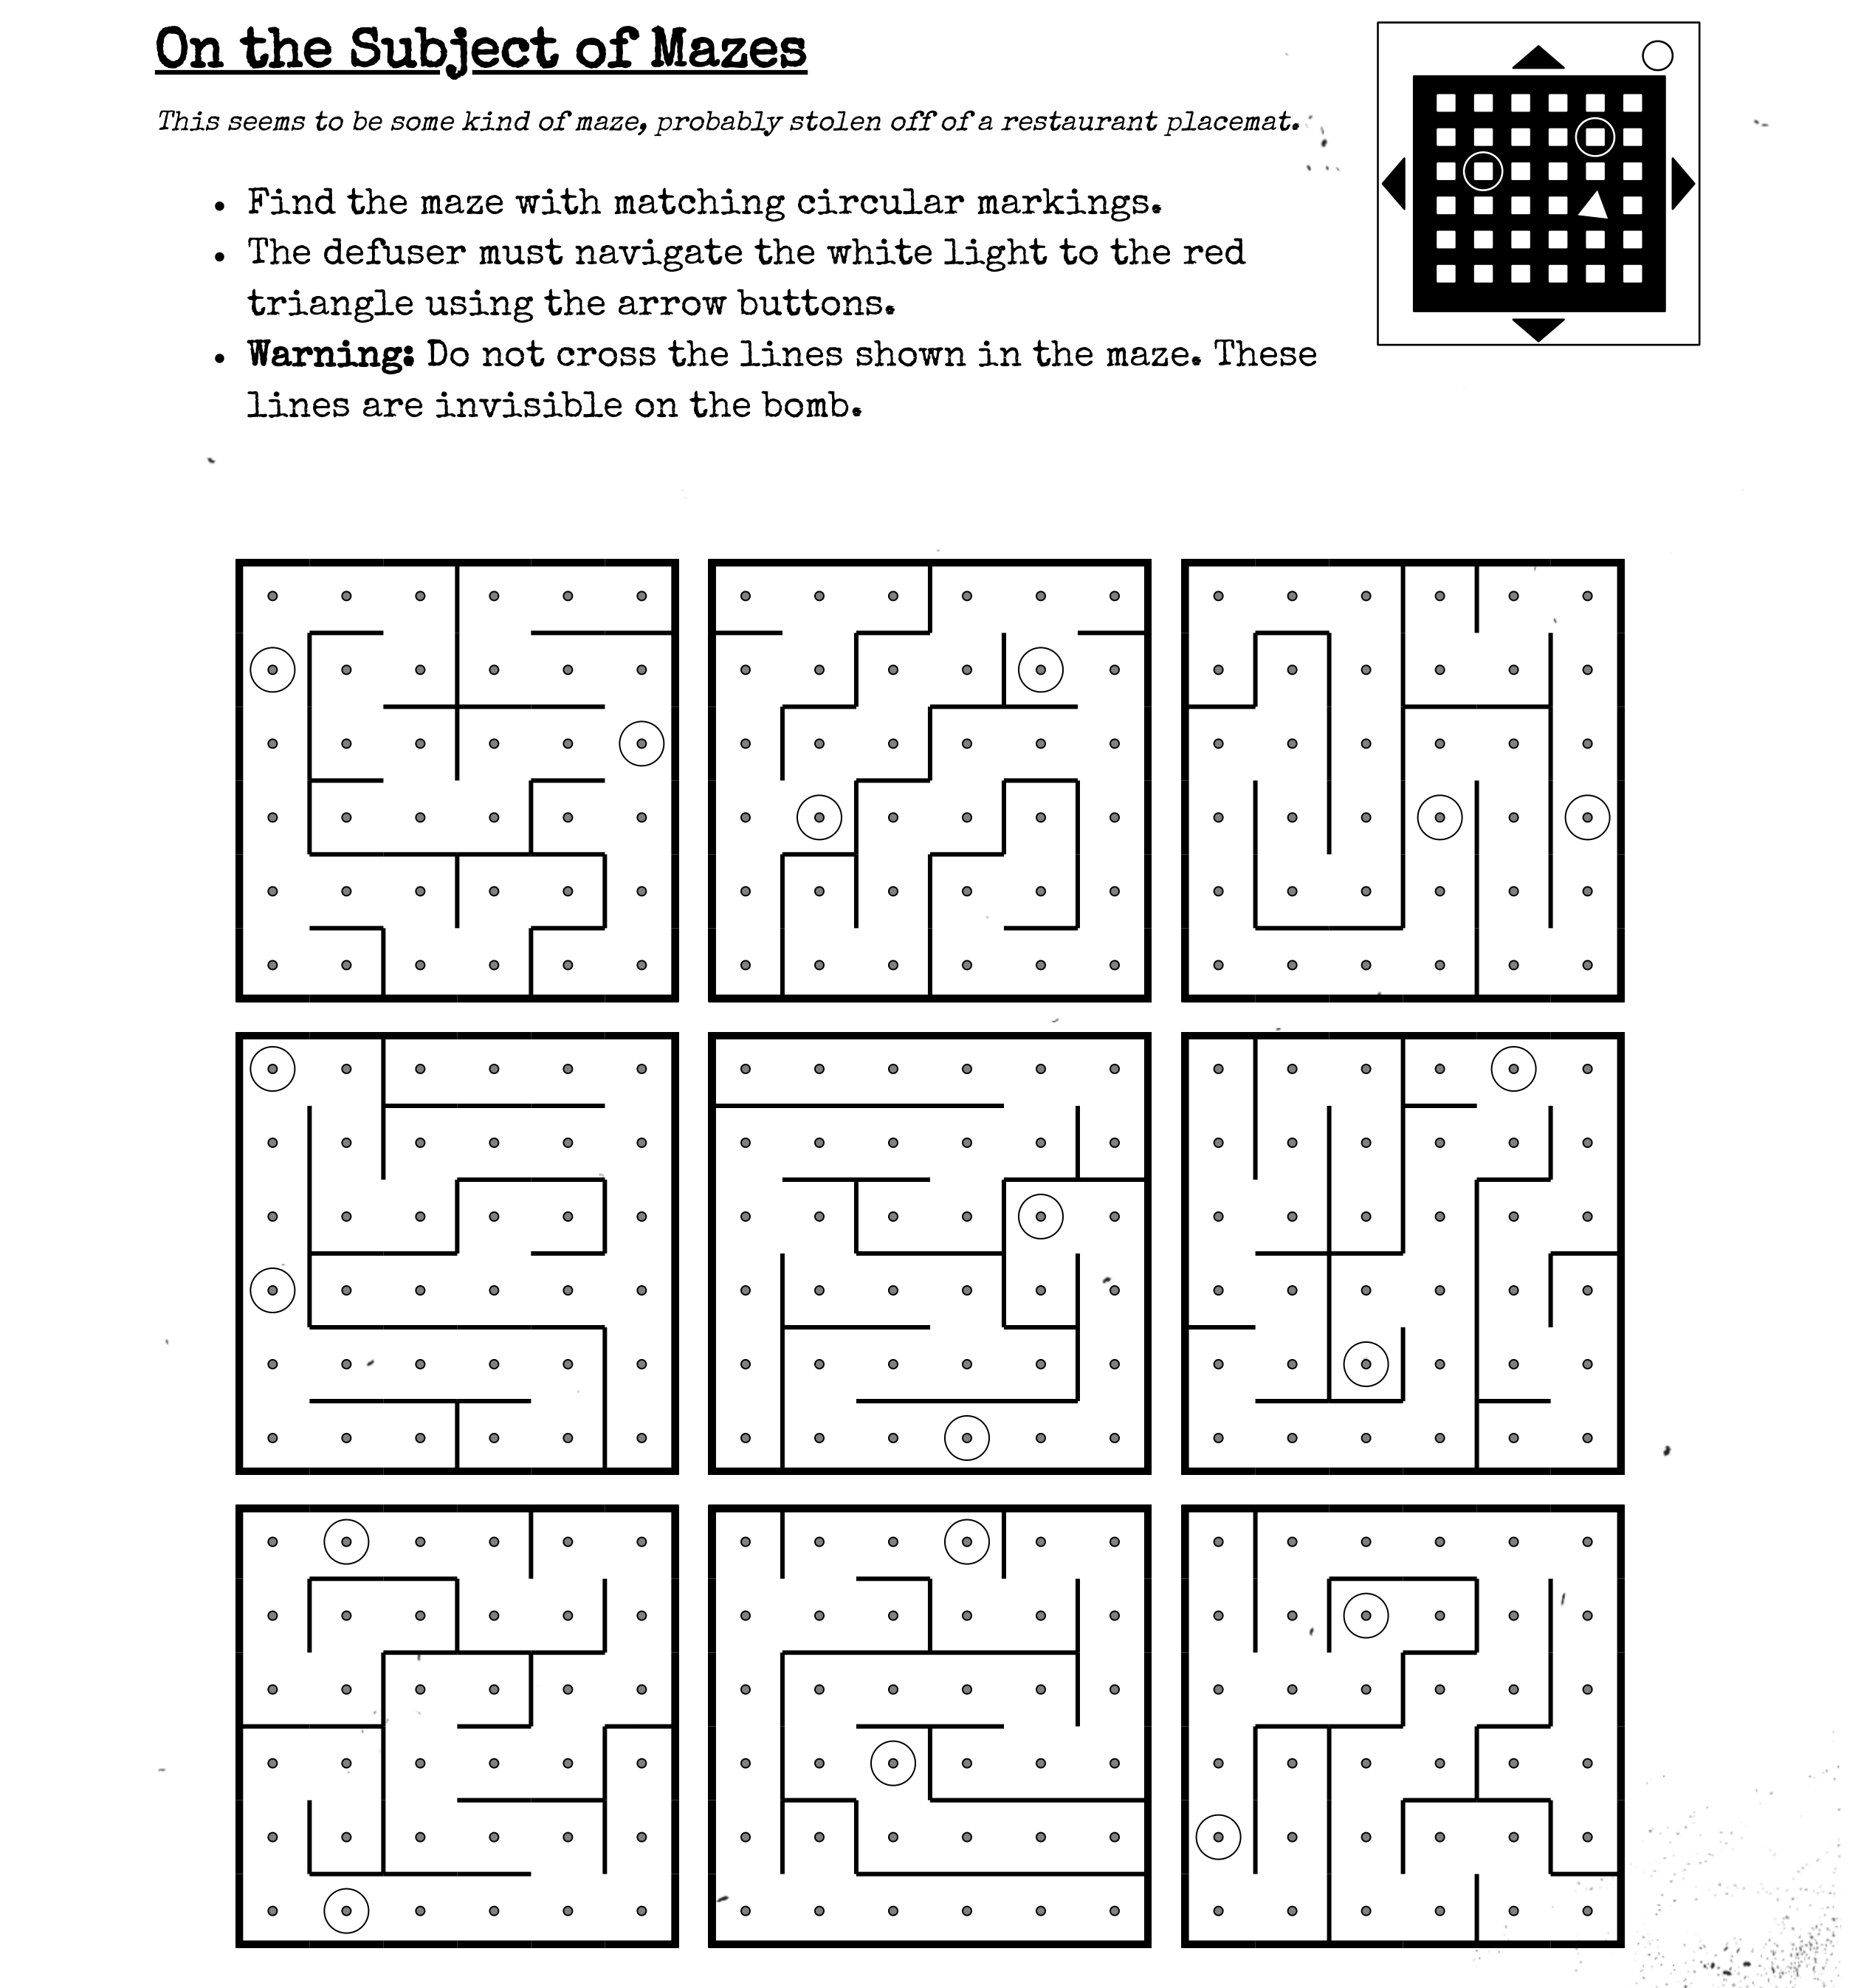 On the Subject of Mazes
This seems to be some kind of maze, probably stolen off of a restaurant placemat.
• Find the maze with matching circular markings.
• The defuser must navigate the white light to the red
triangle using the arrow buttons.
• Warning: Do not cross the lines shown in the maze. These
lines are invisible on the bomb.